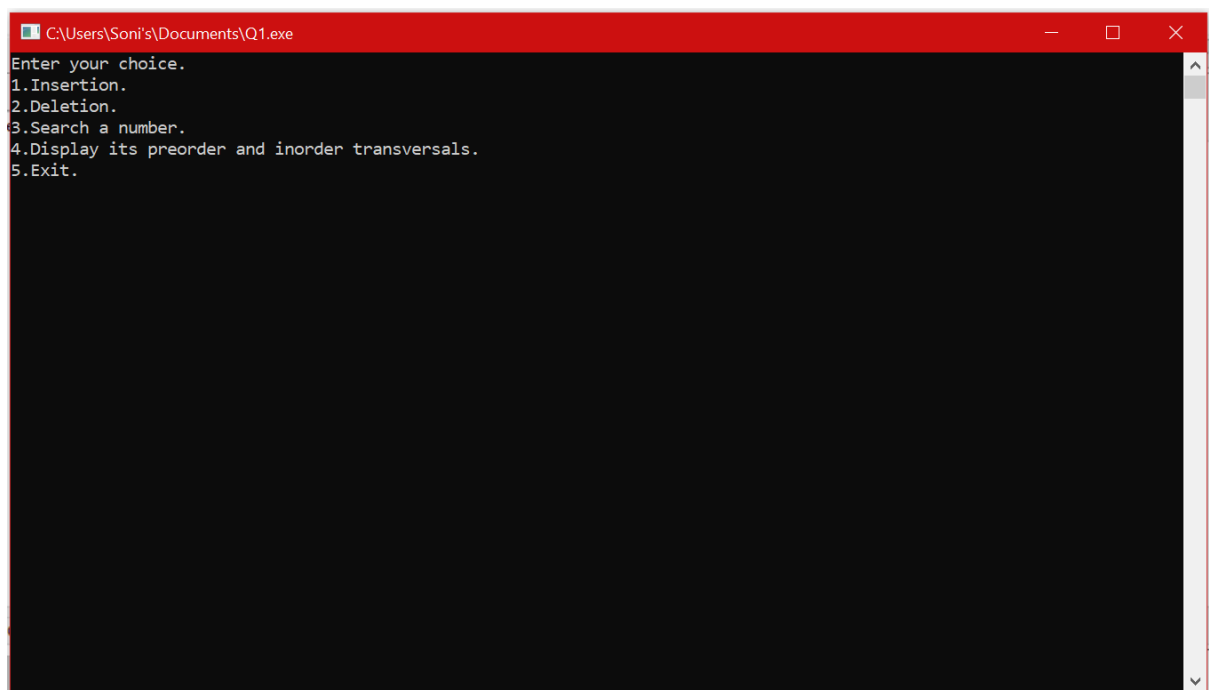 C:\Users\Soni's\Documents\Q1.exe
Enter your choice.
1.Insertion.
2.Deletion.
3.Search a number.
4.Display its preorder and inorder transversals.
5.Exit.